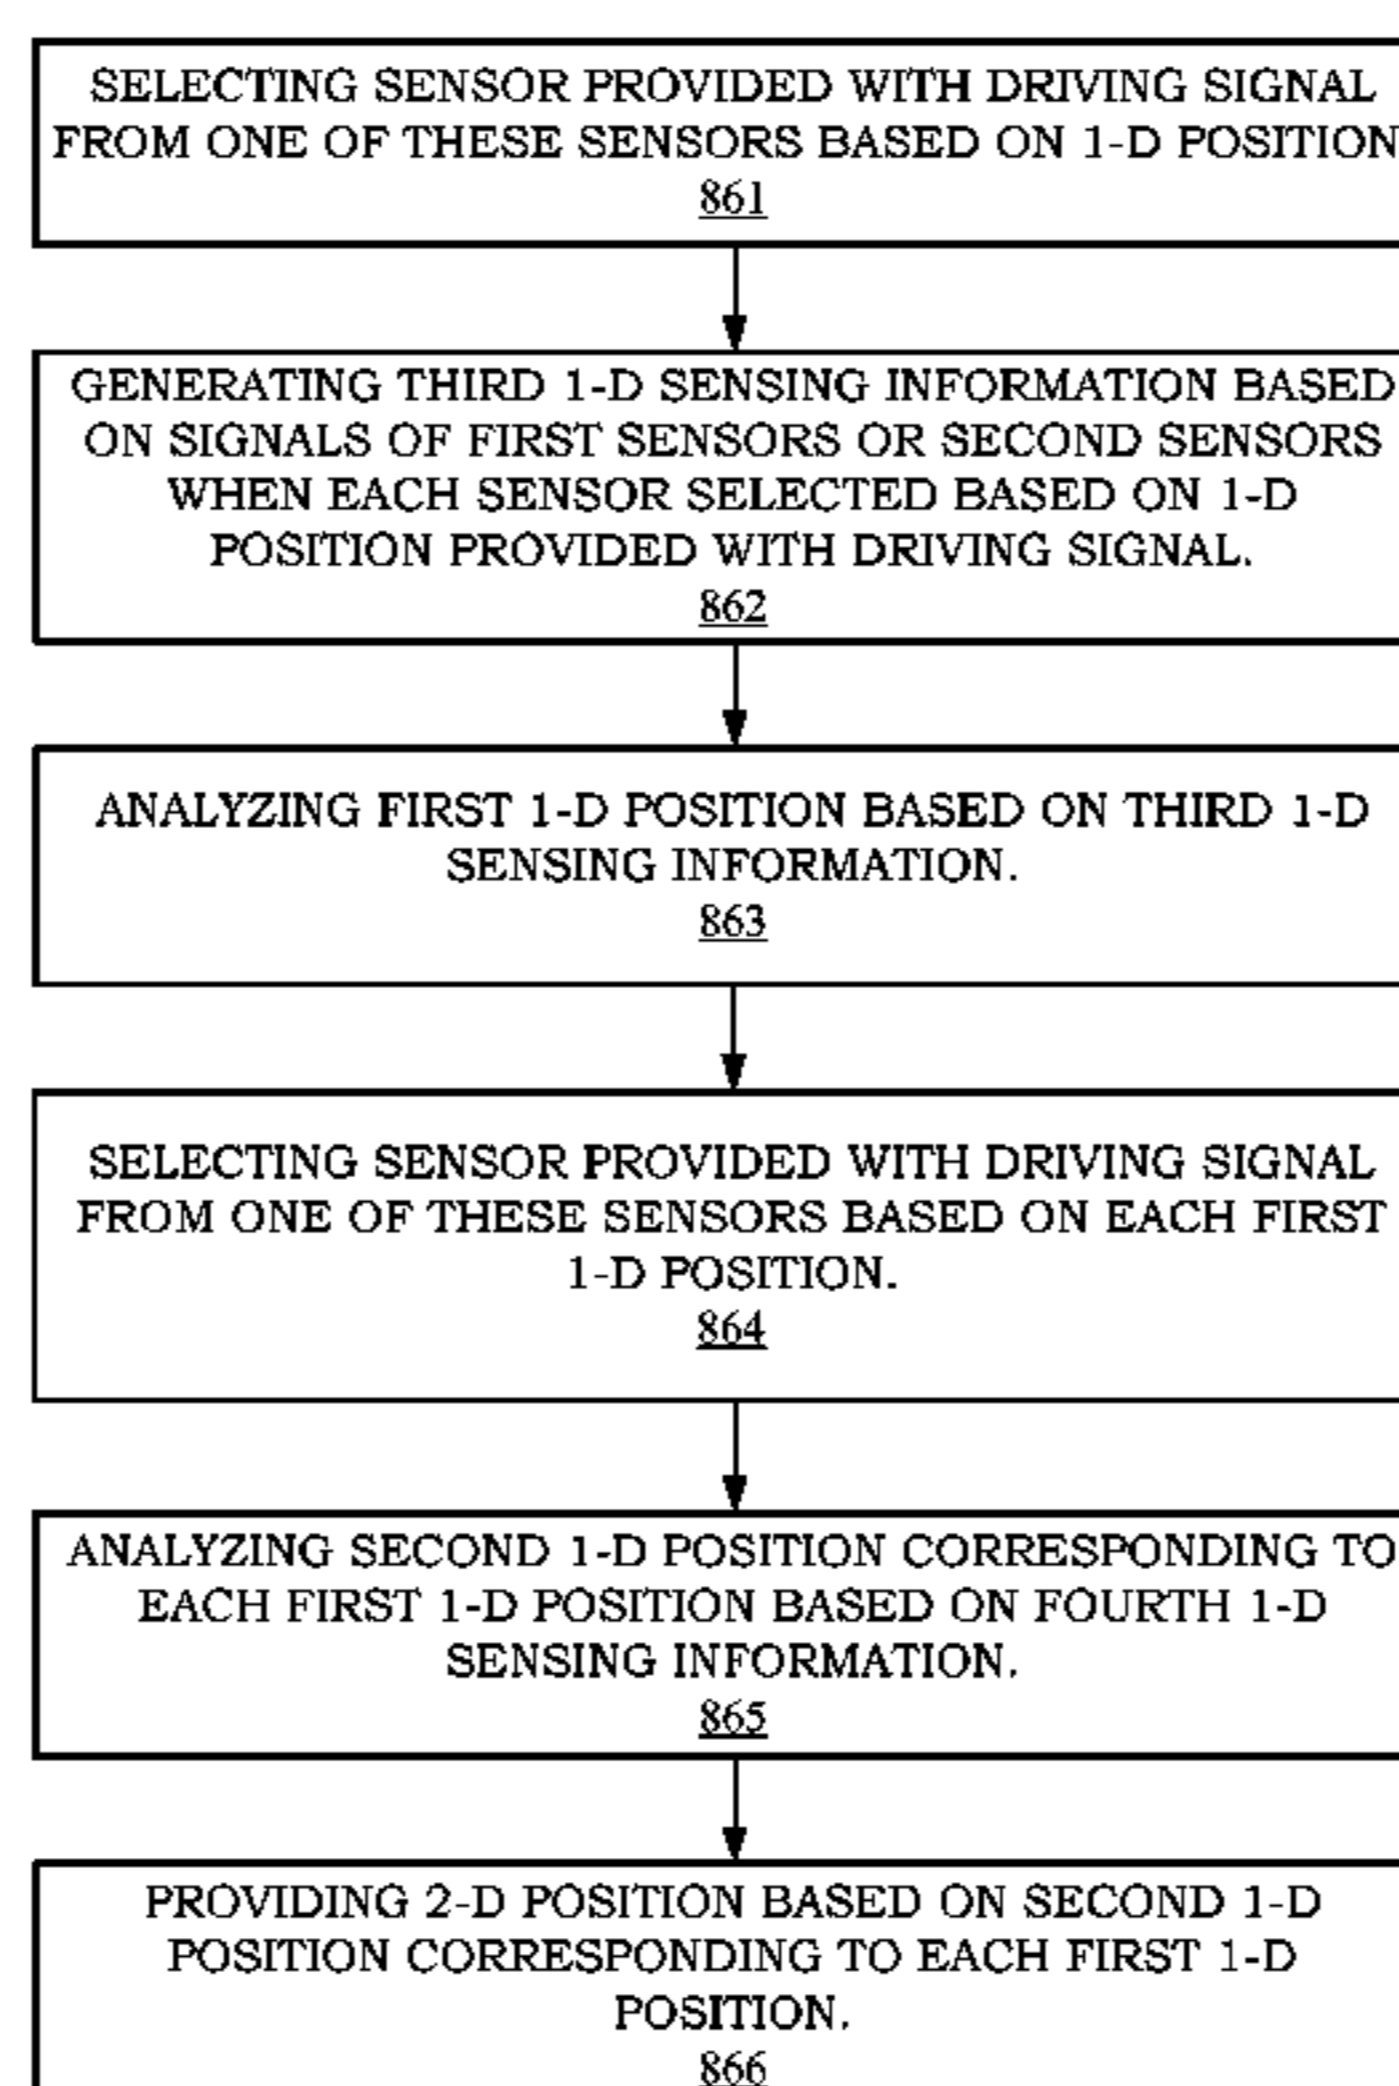 SELECTING SENSOR PROVIDED WITH DRIVING SIGNAL
FROM ONE OF THESE SENSORS BASED ON 1-D POSITION
861
GENERATING THIRD 1-D SENSING INFORMATION BASED
ON SIGNALS OF FIRST SENSORS OR SECOND SENSORS
WHEN EACH SENSOR SELECTED BASED ON 1-D
POSITION PROVIDED WITH DRIVING SIGNAL.
862
ANALYZING FIRST 1-D POSITION BASED ON THIRD 1-D
SENSING INFORMATION.
863
SELECTING SENSOR PROVIDED WITH DRIVING SIGNAL
FROM ONE OF THESE SENSORS BASED ON EACH FIRST
1-D POSITION.
864
ANALYZING SECOND 1-D POSITION CORRESPONDING TO
EACH FIRST 1-D POSITION BASED ON FOURTH 1-D
SENSING INFORMATION.
865
PROVIDING 2-D POSITION BASED ON SECOND 1-D
POSITION CORRESPONDING TO EACH FIRST 1-D
POSITION.
866